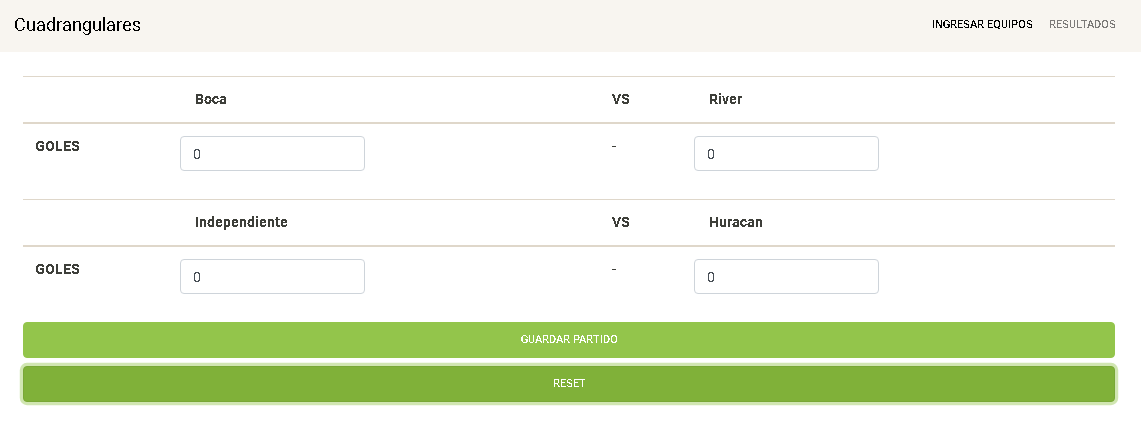 Cuadrangulares INGRESAR EQUIPOS RESULTADOS
Boca VS River
GOLES 0 - 0
Independiente VS Huracan
GOLES 0 - 0
GUARDAR PARTIDO
RESET